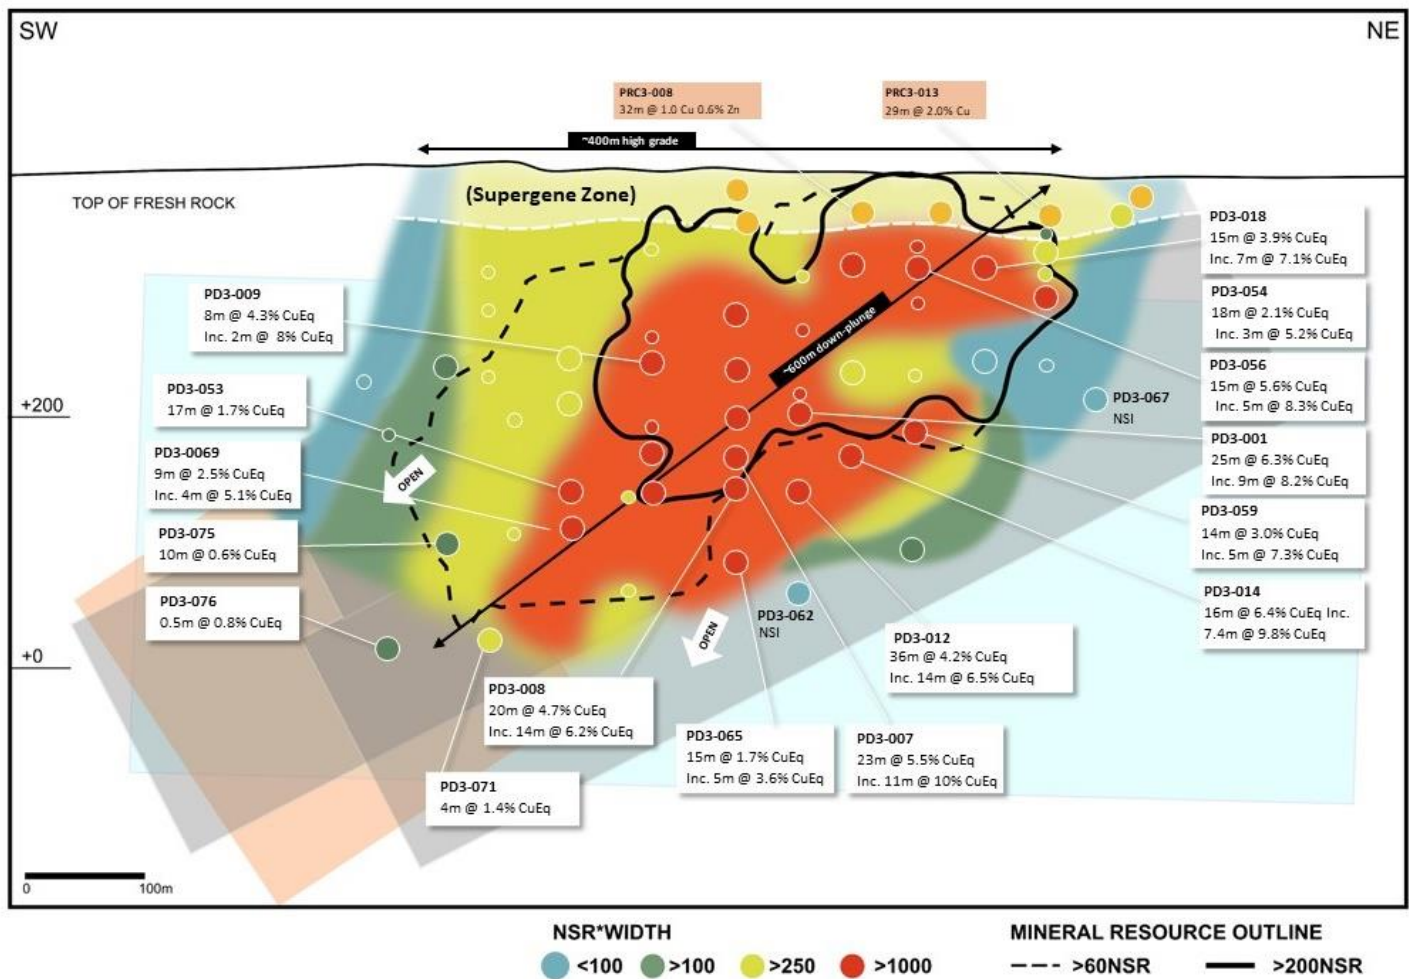 SW
NE
PRC3-008
32m @ 1.0 Cu 0.6% Zn
PRC3-013
29m @ 2.0% Cu
~400m high grade
(Supergene Zone)
TOP OF FRESH ROCK
PD3-018
15m @ 3.9% CuEq
Inc. 7m @ 7.1% CuEq
PD3-009
8m @ 4.3% CuEq
Inc. 2m @ 8% CuEq
PD3-054
18m @ 2.1% CuEq
Inc. 3m @ 5.2% CuEq
~600m down-plunge
PD3-056
15m @ 5.6% CuEq
Inc. 5m @ 8.3% CuEq
PD3-053
17m @ 1.7% CuEq
+200
PD3-067
NSI
PD3-001
25m @ 6.3% CuEq
Inc. 9m @ 8.2% CuEq
PD3-0069
9m @ 2.5% CuEq
Inc. 4m @ 5.1% CuEq
OPEN
PD3-059
14m @ 3.0% CuEq
Inc. 5m @ 7.3% CuEq
PD3-075
10m @ 0.6% CuEq
PD3-014
16m @ 6.4% CuEq Inc.
7.4m @ 9.8% CuEq
PD3-076
0.5m @ 0.8% CuEq
PD3-062
NSI
OPEN
PD3-012
36m @ 4.2% CuEq
Inc. 14m @ 6.5% CuEq
+0
PD3-008
20m @ 4.7% CuEq
Inc. 14m @ 6.2% CuEq
PD3-065
15m @ 1.7% CuEq
Inc. 5m @ 3.6% CuEq
PD3-007
23m @ 5.5% CuEq
Inc. 11m @ 10% CuEq
PD3-071
4m @ 1.4% CuEq
0 100m
NSR*WIDTH
<100 >100 >250 >1000
MINERAL RESOURCE OUTLINE
>60NSR >200NSR